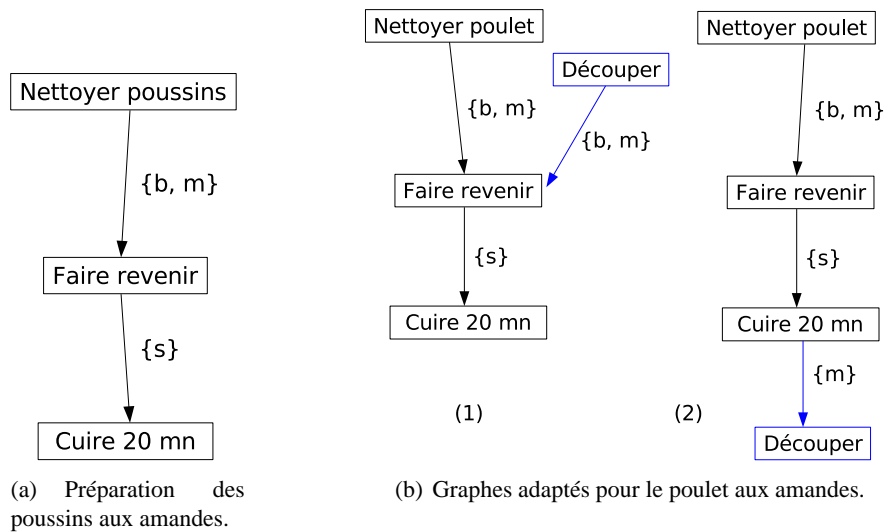 Nettoyer poussins
{b, m}
Faire revenir
{s}
Cuire 20 mn
(a) Préparation des
poussins aux amandes.
Nettoyer poulet
Découper
{b, m}
{b, m}
Faire revenir
{s}
Cuire 20 mn
(1)
Nettoyer poulet
{b, m}
Faire revenir
{s}
Cuire 20 mn
{m}
(2)
Découper
(b) Graphes adaptés pour le poulet aux amandes.